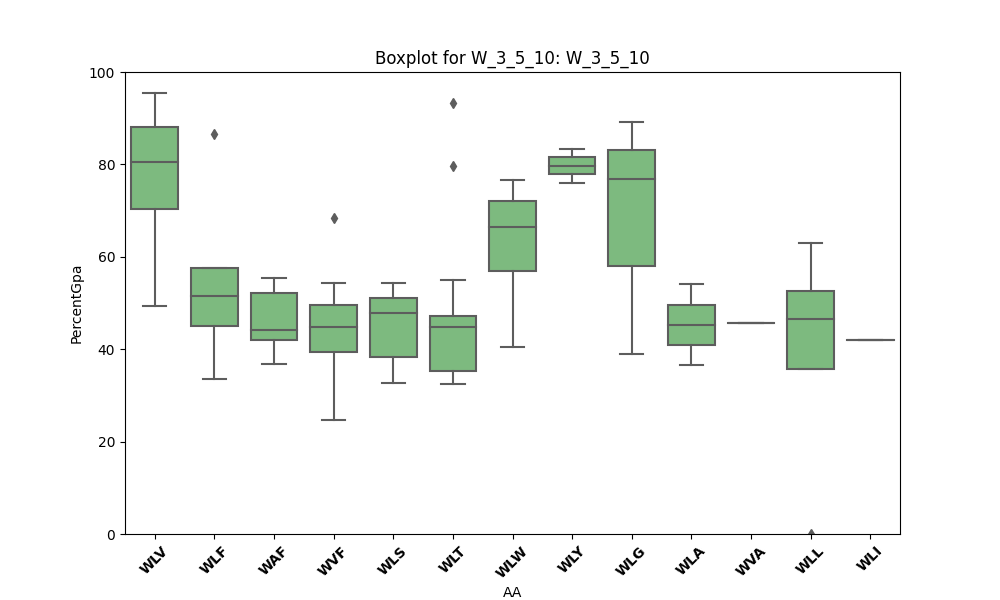 Boxplot for W_3_5_10: W_3_5_10
100
80
60
40
20
0
PercentGpa
WLV WLF WAF WVF WLS WLT WLW WLY WLG WLA WVA WLL WLI
AA